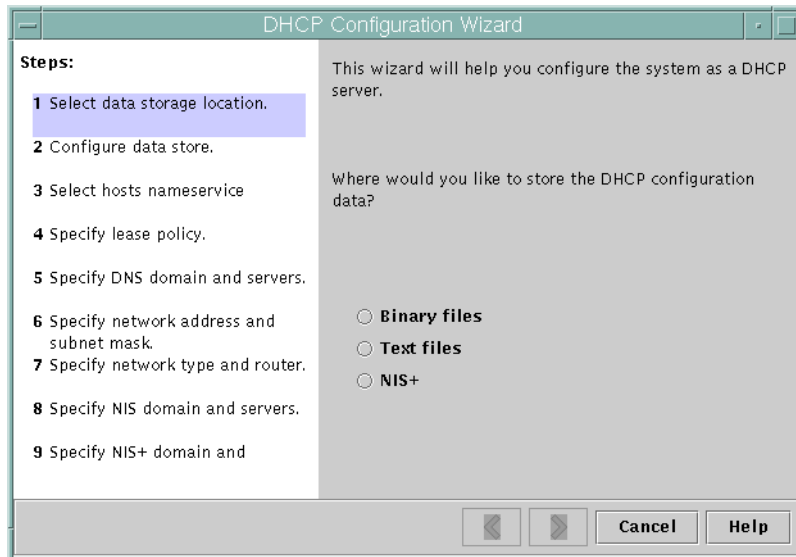 DHCP Configuration Wizard
Steps:
1 Select data storage location.
2 Configure data store.
3 Select hosts nameservice
4 Specify lease policy.
5 Specify DNS domain and servers.
6 Specify network address and
subnet mask.
7 Specify network type and router.
8 Specify NIS domain and servers.
9 Specify NIS+ domain and
This wizard will help you configure the system as a DHCP
server.
Where would you like to store the DHCP configuration
data?
Binary files
Text files
NIS+
Cancel
Help